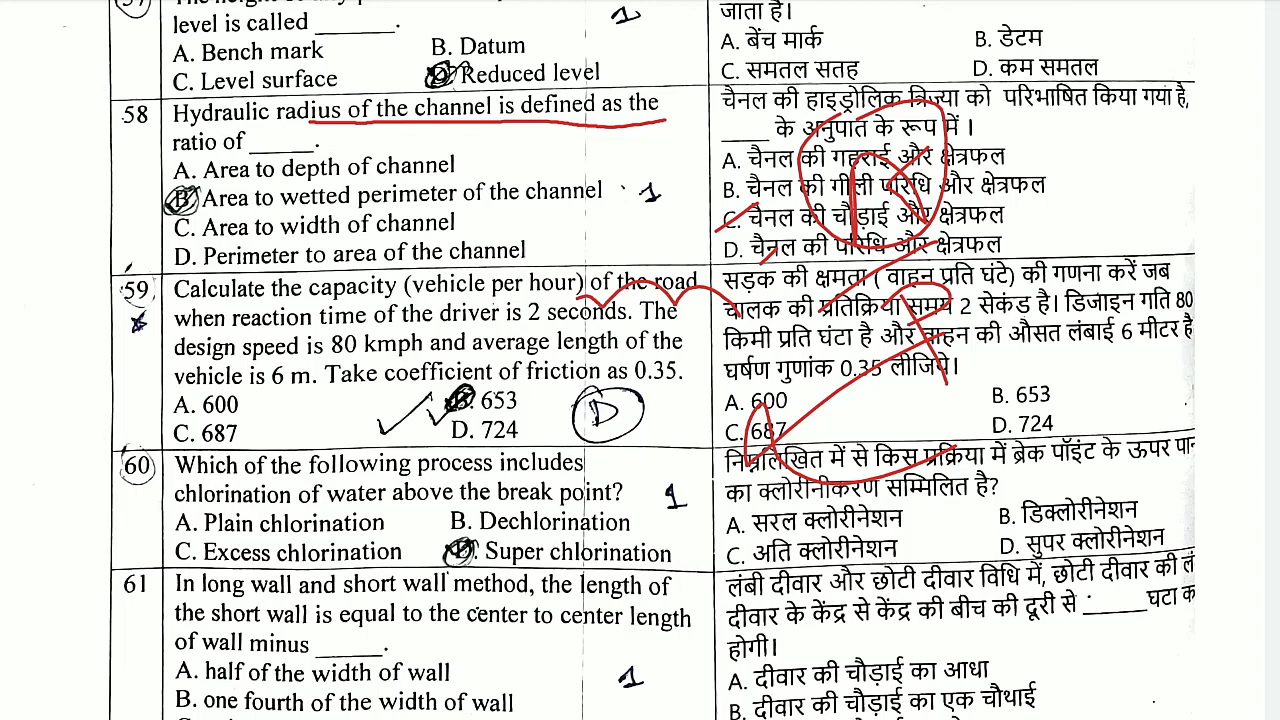 level is called ______.
A. Bench mark B. Datum
C. Level surface D. Reduced level
1
58 Hydraulic radius of the channel is defined as the
ratio of _____.
A. Area to depth of channel
B. Area to wetted perimeter of the channel 1
C. Area to width of channel
D. Perimeter to area of the channel
59 Calculate the capacity (vehicle per hour) of the road
when reaction time of the driver is 2 seconds. The
design speed is 80 kmph and average length of the
vehicle is 6 m. Take coefficient of friction as 0.35.
A. 600 B. 653
C. 687 D. 724
D
60 Which of the following process includes
chlorination of water above the break point?
1
A. Plain chlorination B. Dechlorination
C. Excess chlorination D. Super chlorination
61 In long wall and short wall method, the length of
the short wall is equal to the center to center length
of wall minus _____.
A. half of the width of wall
1
B. one fourth of the width of wall
जाता है।
A. बेंच मार्क B. डेटम
C. समतल सतह D. कम समतल
चैनल की हाइड्रोलिक त्रिज्या को परिभाषित किया गया है,
____ के अनुपात के रूप में ।
A. चैनल की गहराई और क्षेत्रफल
B. चैनल की गीली परिधि और क्षेत्रफल
C. चैनल की चौड़ाई और क्षेत्रफल
D. चैनल की परिधि और क्षेत्रफल
सड़क की क्षमता ( वाहन प्रति घंटे) की गणना करें जब
चालक की प्रतिक्रिया समय 2 सेकंड है। डिजाइन गति 80
किमी प्रति घंटा है और वाहन की औसत लंबाई 6 मीटर है
घर्षण गुणांक 0.35 लीजिये।
A. 600 B. 653
C. 687 D. 724
निम्नलिखित में से किस प्रक्रिया में ब्रेक पॉइंट के ऊपर
का क्लोरीनीकरण सम्मिलित है?
A. सरल क्लोरीनेशन B. डिक्लोरीनेशन
C. अति क्लोरीनेशन D. सुपर क्लोरीनेशन
लंबी दीवार और छोटी दीवार विधि में, छोटी दीवार की
दीवार के केंद्र से केंद्र की बीच की दूरी से _____घटा
होगी।
A. दीवार की चौड़ाई का आधा
B. दीवार की चौड़ाई का एक चौथाई